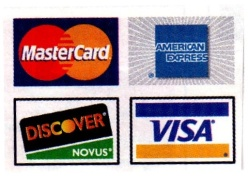 MasterCard
AMERICAN
EXPRESS
DISCOVER
NOVUS
VISA